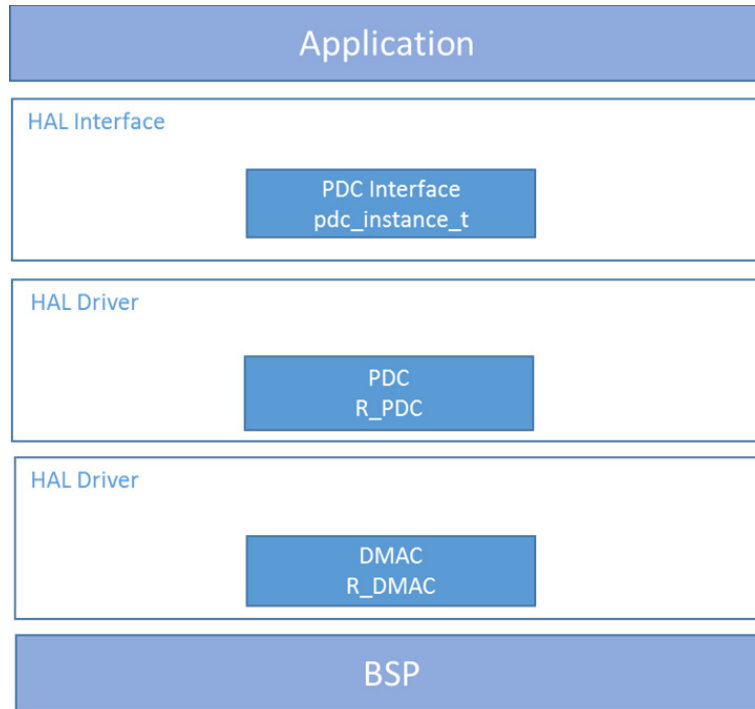 Application
HAL Interface
PDC Interface
pdc_instance_t
HAL Driver
PDC
R_PDC
HAL Driver
DMAC
R_DMAC
BSP